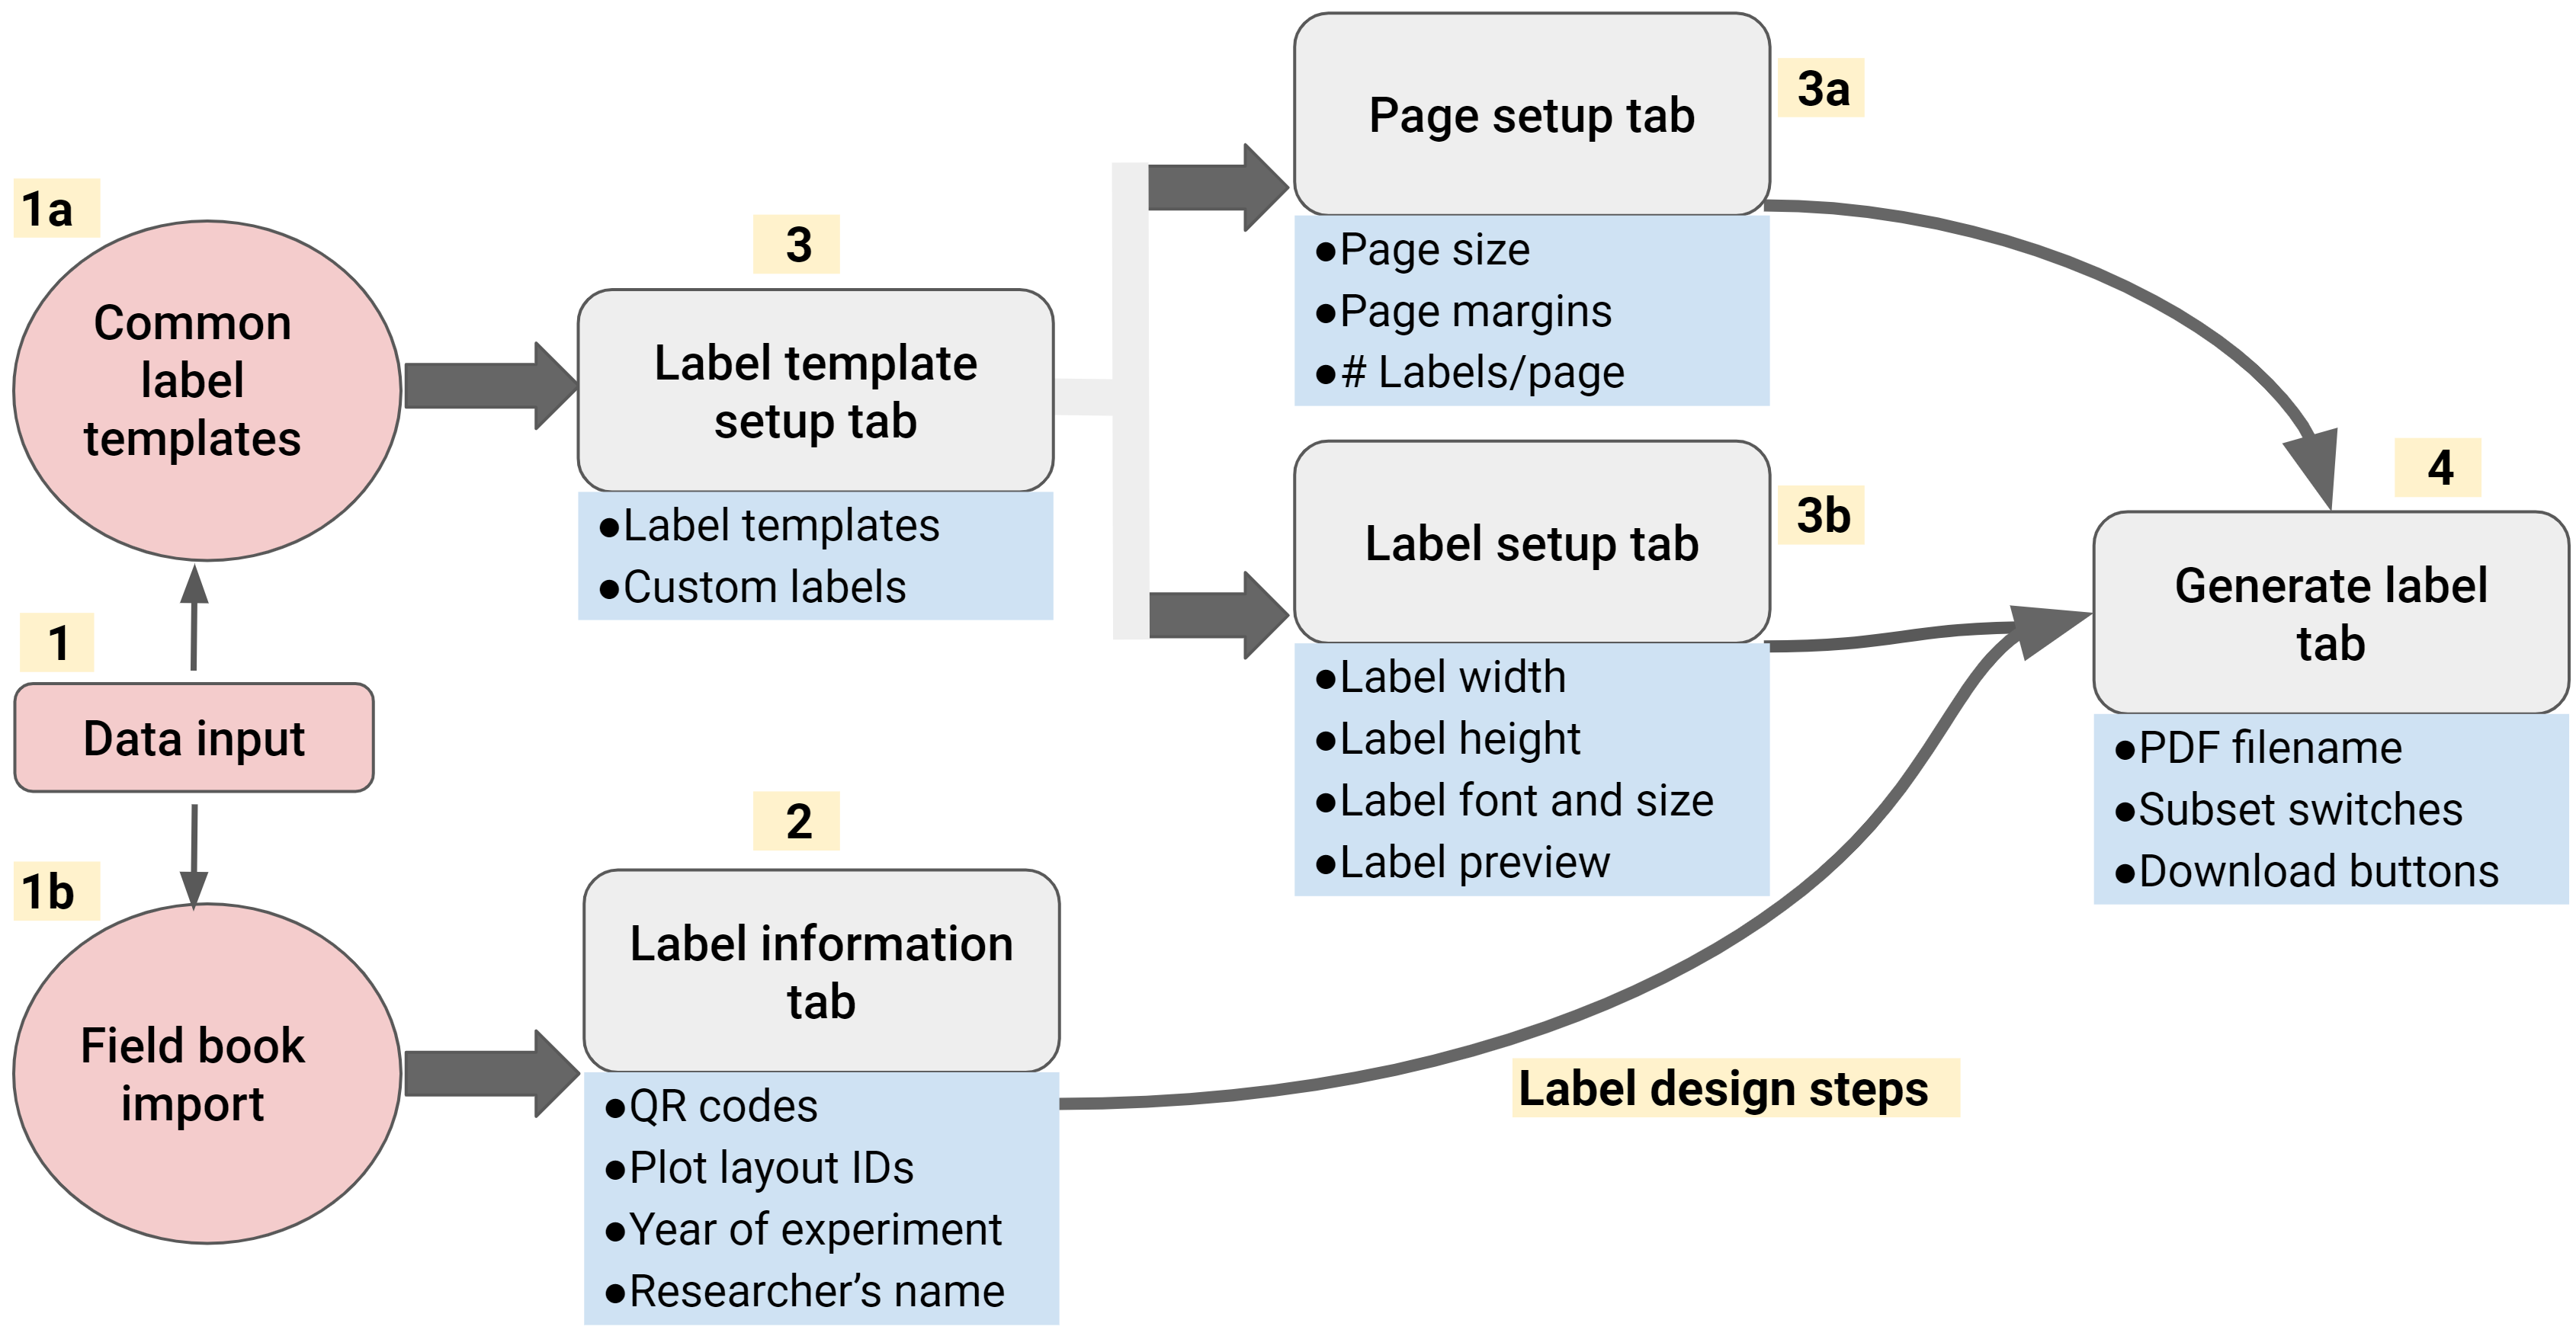 1a
Common
label
templates
1
Data input
1b
Field book
import
3
Label template
setup tab
●Label templates
●Custom labels
2
Label information
tab
●QR codes
●Plot layout IDs
●Year of experiment
●Researcher’s name
3a
Page setup tab
●Page size
●Page margins
●# Labels/page
3b
Label setup tab
●Label width
●Label height
●Label font and size
●Label preview
4
Generate label
tab
●PDF filename
●Subset switches
●Download buttons
Label design steps